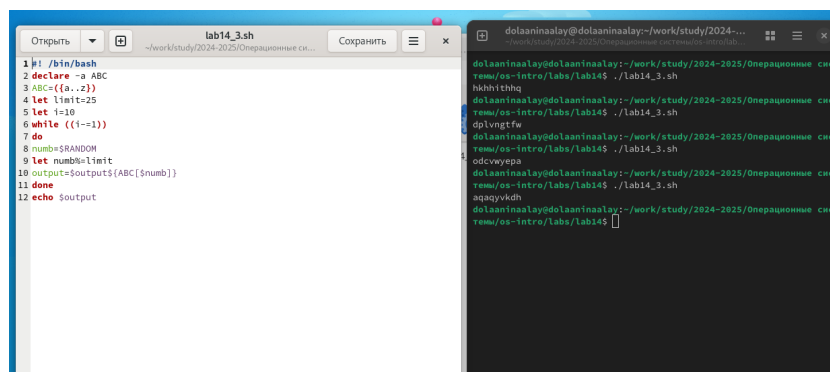 Открыть
lab14_3.sh
~/work/study/2024-2025/Операционные си...
Сохранить
1 #! /bin/bash
2 declare -a ABC
3 ABC=({a..z})
4 let limit=25
5 let i=10
6 while ((i-=1))
7 do
8 numb=$RANDOM
9 let numb%=limit
10 output=$output${ABC[$numb]}
11 done
12 echo $output
dolaaninaalay@dolaaninaalay:~/work/study/2024-...
~/work/study/2024-2025/Операционные системы/os-intro/lab...
dolaaninaalay@dolaaninaalay:~/work/study/2024-2025/Операционные сис
темы/os-intro/labs/lab14$ ./lab14_3.sh
hkhhithhq
dolaaninaalay@dolaaninaalay:~/work/study/2024-2025/Операционные сис
темы/os-intro/labs/lab14$ ./lab14_3.sh
dplvngtfw
dolaaninaalay@dolaaninaalay:~/work/study/2024-2025/Операционные сис
темы/os-intro/labs/lab14$ ./lab14_3.sh
odcvwyepa
dolaaninaalay@dolaaninaalay:~/work/study/2024-2025/Операционные сис
темы/os-intro/labs/lab14$ ./lab14_3.sh
aqaqyvkdh
dolaaninaalay@dolaaninaalay:~/work/study/2024-2025/Операционные сис
темы/os-intro/labs/lab14$